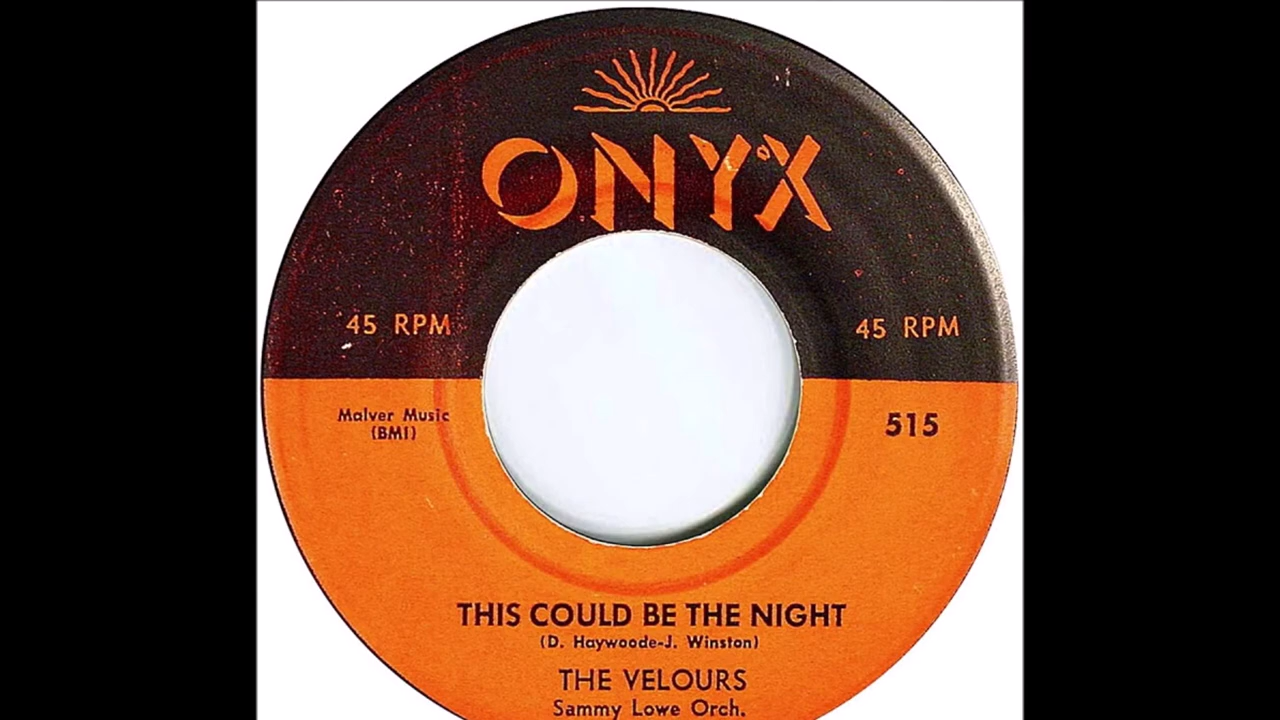 ONYX
45 RPM
45 RPM
Malver Music
(BMI)
515
THIS COULD BE THE NIGHT
(D. Haywoode-J. Winston)
THE VELOURS
Sammy Lowe Orch.